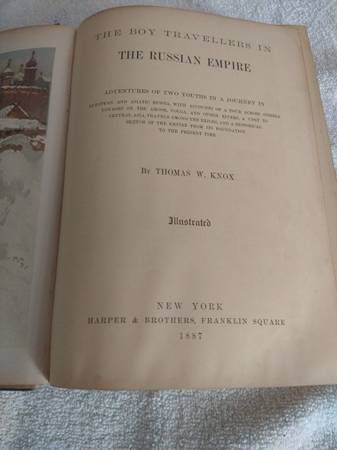 THE BOY TRAVELLERS IN
THE RUSSIAN EMPIRE
ADVENTURES OF TWO YOUTHS IN A JOURNEY IN
EUROPEAN AND ASIATIC RUSSIA, WITH ACCOUNTS OF A TOUR ACROSS SIBERIA
VOYAGES ON THE AMOOR, VOLGA, AND OTHER RIVERS, A VISIT TO
CENTRAL ASIA, TRAVELS AMONG THE EXILES, AND A HISTORICAL
SKETCH OF THE EMPIRE FROM ITS FOUNDATION
TO THE PRESENT TIME
BY THOMAS W. KNOX
Illustrated
NEW YORK
HARPER & BROTHERS, FRANKLIN SQUARE
1887